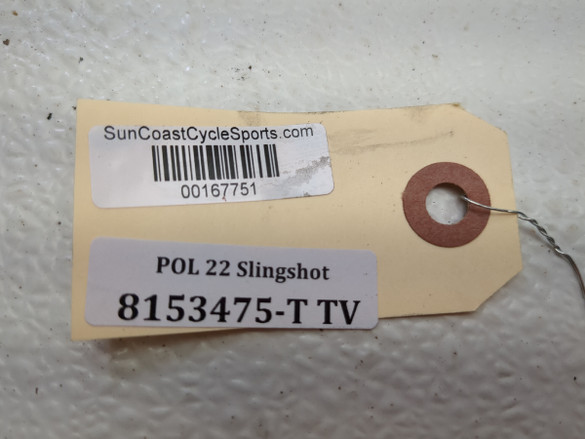 SunCoastCycleSports.com
00167751
POL 22 Slingshot
8153475-T TV